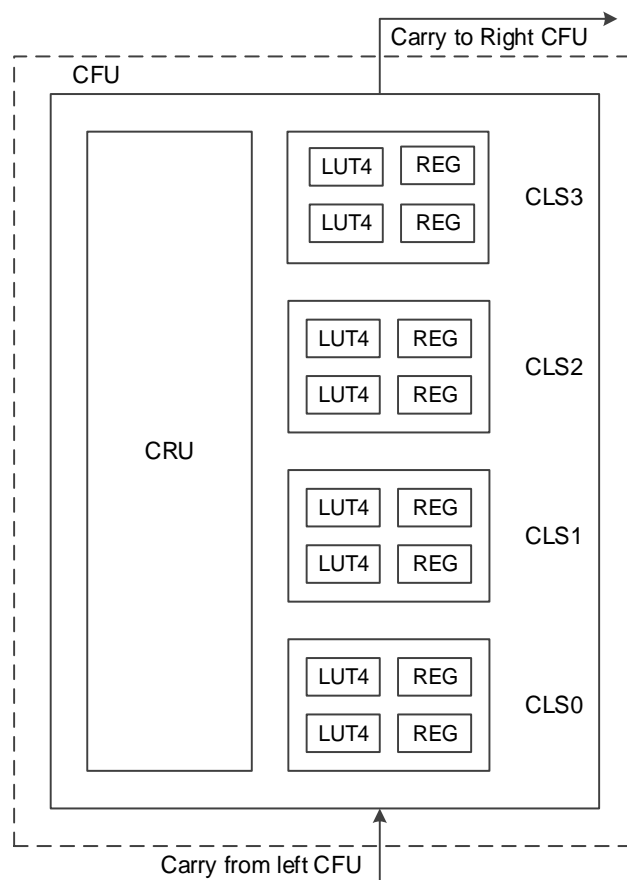 Carry to Right CFU
CFU
LUT4 REG
LUT4 REG
CLS3
LUT4 REG
LUT4 REG
CLS2
CRU
LUT4 REG
LUT4 REG
CLS1
LUT4 REG
LUT4 REG
CLS0
Carry from left CFU